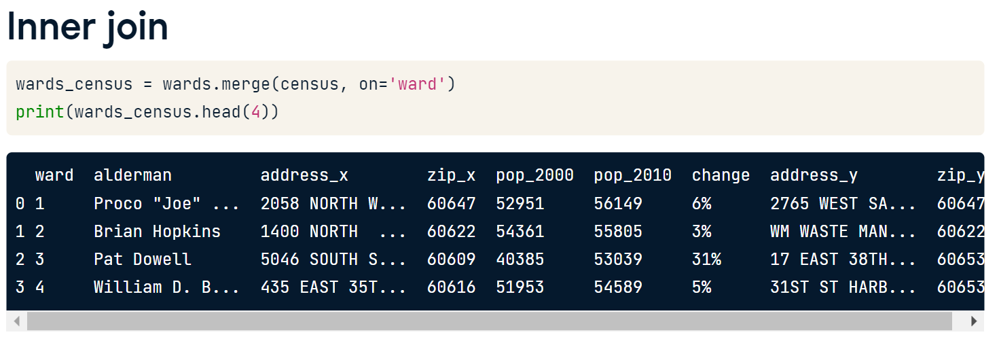 Inner join
wards_census = wards.merge(census, on='ward')
print(wards_census.head(4))
ward alderman address_x zip_x pop_2000 pop_2010 change address_y zip_y
0 1 Proco "Joe" ... 2058 NORTH W... 60647 52951 56149 6% 2765 WEST SA... 60647
1 2 Brian Hopkins 1400 NORTH ... 60622 54361 55805 3% WM WASTE MAN... 60622
2 3 Pat Dowell 5046 SOUTH S... 60609 40385 53039 31% 17 EAST 38TH... 60653
3 4 William D. B... 435 EAST 35T... 60616 51953 54589 5% 31ST ST HARB... 60653